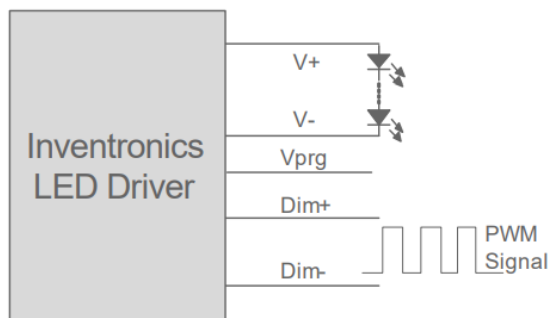 Inventronics
LED Driver
V+
V-
Vprg
Dim+
Dim-
PWM
Signal